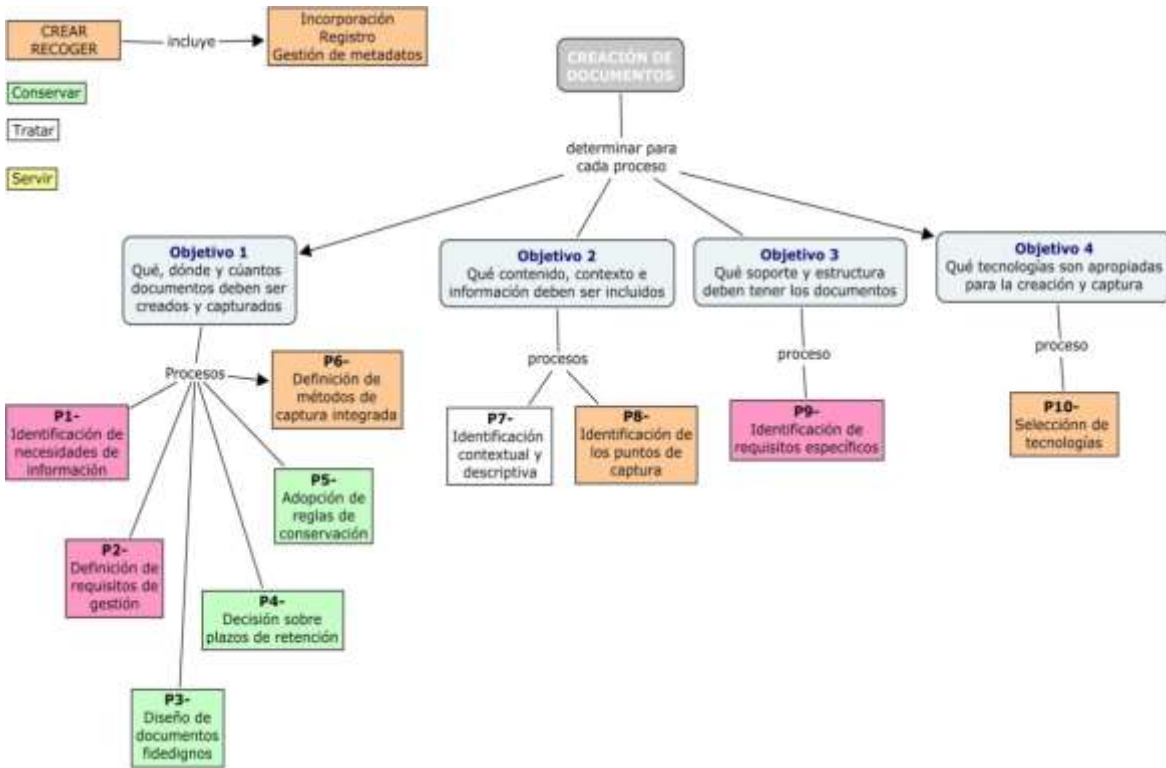 CREAR
RECOGER
incluye
Incorporación
Registro
Gestión de metadatos
Conservar
Tratar
Servir
CREACIÓN DE
DOCUMENTOS
determinar para
cada proceso
Objetivo 1
Qué, dónde y cúantos
documentos deben ser
creados y capturados
Objetivo 2
Qué contenido, contexto e
información deben ser incluidos
Objetivo 3
Qué soporte y estructura
deben tener los documentos
Objetivo 4
Qué tecnologías son apropiadas
para la creación y captura
Procesos
P6-
Definición de
métodos de
captura integrada
P1-
Identificación de
necesidades de
información
P5-
Adopción de
reglas de
conservación
P2-
Definición de
requisitos de
gestión
P4-
Decisión sobre
plazos de retención
P3-
Diseño de
documentos
fidedignos
procesos
P7-
Identificación
contextual y
descriptiva
P8-
Identificación de
los puntos de
captura
proceso
P9-
Identificación de
requisitos específicos
proceso
P10-
Seleccińn de
tecnologías